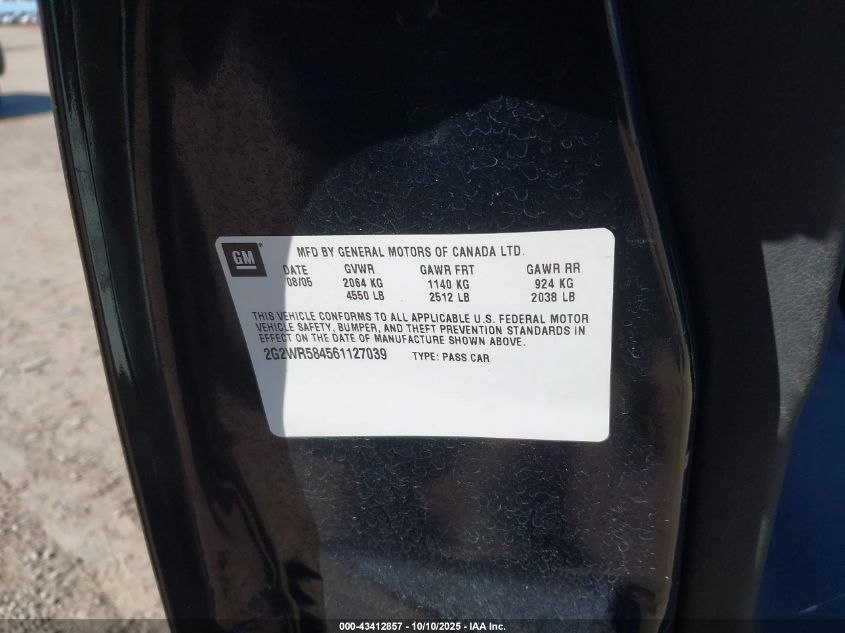 GM
MFD BY GENERAL MOTORS OF CANADA LTD.
DATE GVWR GAWR FRT GAWR RR
08/05 2064 KG 1140 KG 924 KG
4550 LB 2512 LB 2038 LB
THIS VEHICLE CONFORMS TO ALL APPLICABLE U.S. FEDERAL MOTOR
VEHICLE SAFETY, BUMPER, AND THEFT PREVENTION STANDARDS IN
EFFECT ON THE DATE OF MANUFACTURE SHOWN ABOVE.
2G2WR584561127039 TYPE: PASS CAR
000-43412857 - 10/10/2025 - IAA Inc.